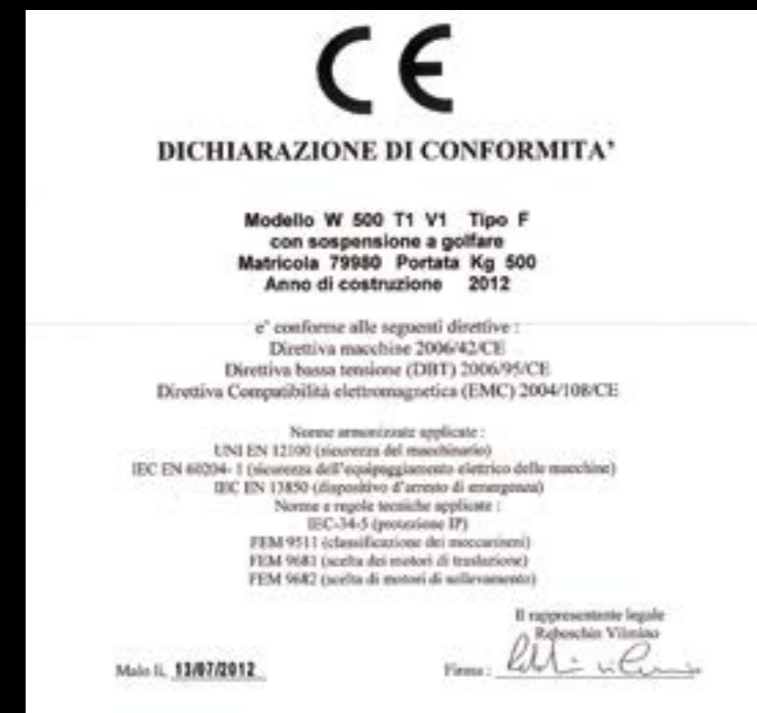 CE
DICHIARAZIONE DI CONFORMITA'
Modello W 500 T1 V1 Tipo F
con sospensione a golfare
Matricola 79980 Portata Kg 500
Anno di costruzione 2012
e' conforme alle seguenti direttive :
Direttiva macchine 2006/42/CE
Direttiva bassa tensione (DBT) 2006/95/CE
Direttiva Compatibilità elettromagnetica (EMC) 2004/108/CE
Norme armonizzate applicate :
UNI EN 12100 (sicurezza del macchinario)
IEC EN 60204- 1 (sicurezza dell'equipaggiamento elettrico delle macchine)
IEC EN 13850 (dispositivo d'arresto di emergenza)
Norme e regole tecniche applicate :
IEC-34-5 (protezione IP)
FEM 9511 (classificazione dei meccanismi)
FEM 9681 (scelta dei motori di traslazione)
FEM 9682 (scelta di motori di sollevamento)
Il rappresentante legale
Vilmino
Malo li, 13/07/2012
Firma :